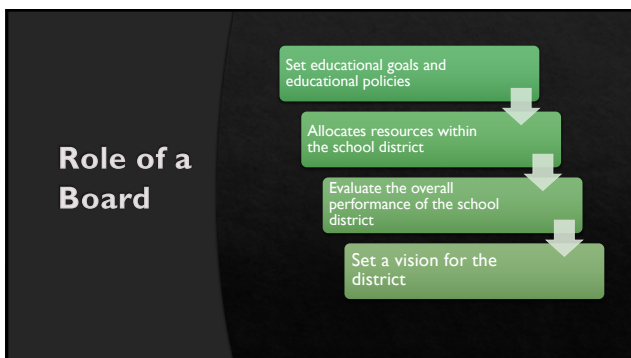 Role of a
Board
Set educational goals and
educational policies
Allocates resources within
the school district
Evaluate the overall
performance of the school
district
Set a vision for the
district